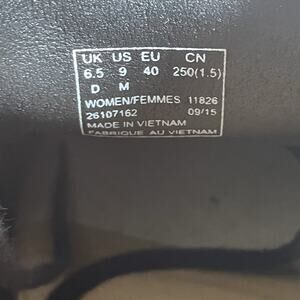 UK US EU CN
6.5 9 40 250(1.5)
D M
WOMEN/FEMMES 11826
26107162 09/15
MADE IN VIETNAM
FABRIQUE AU VIETNAM